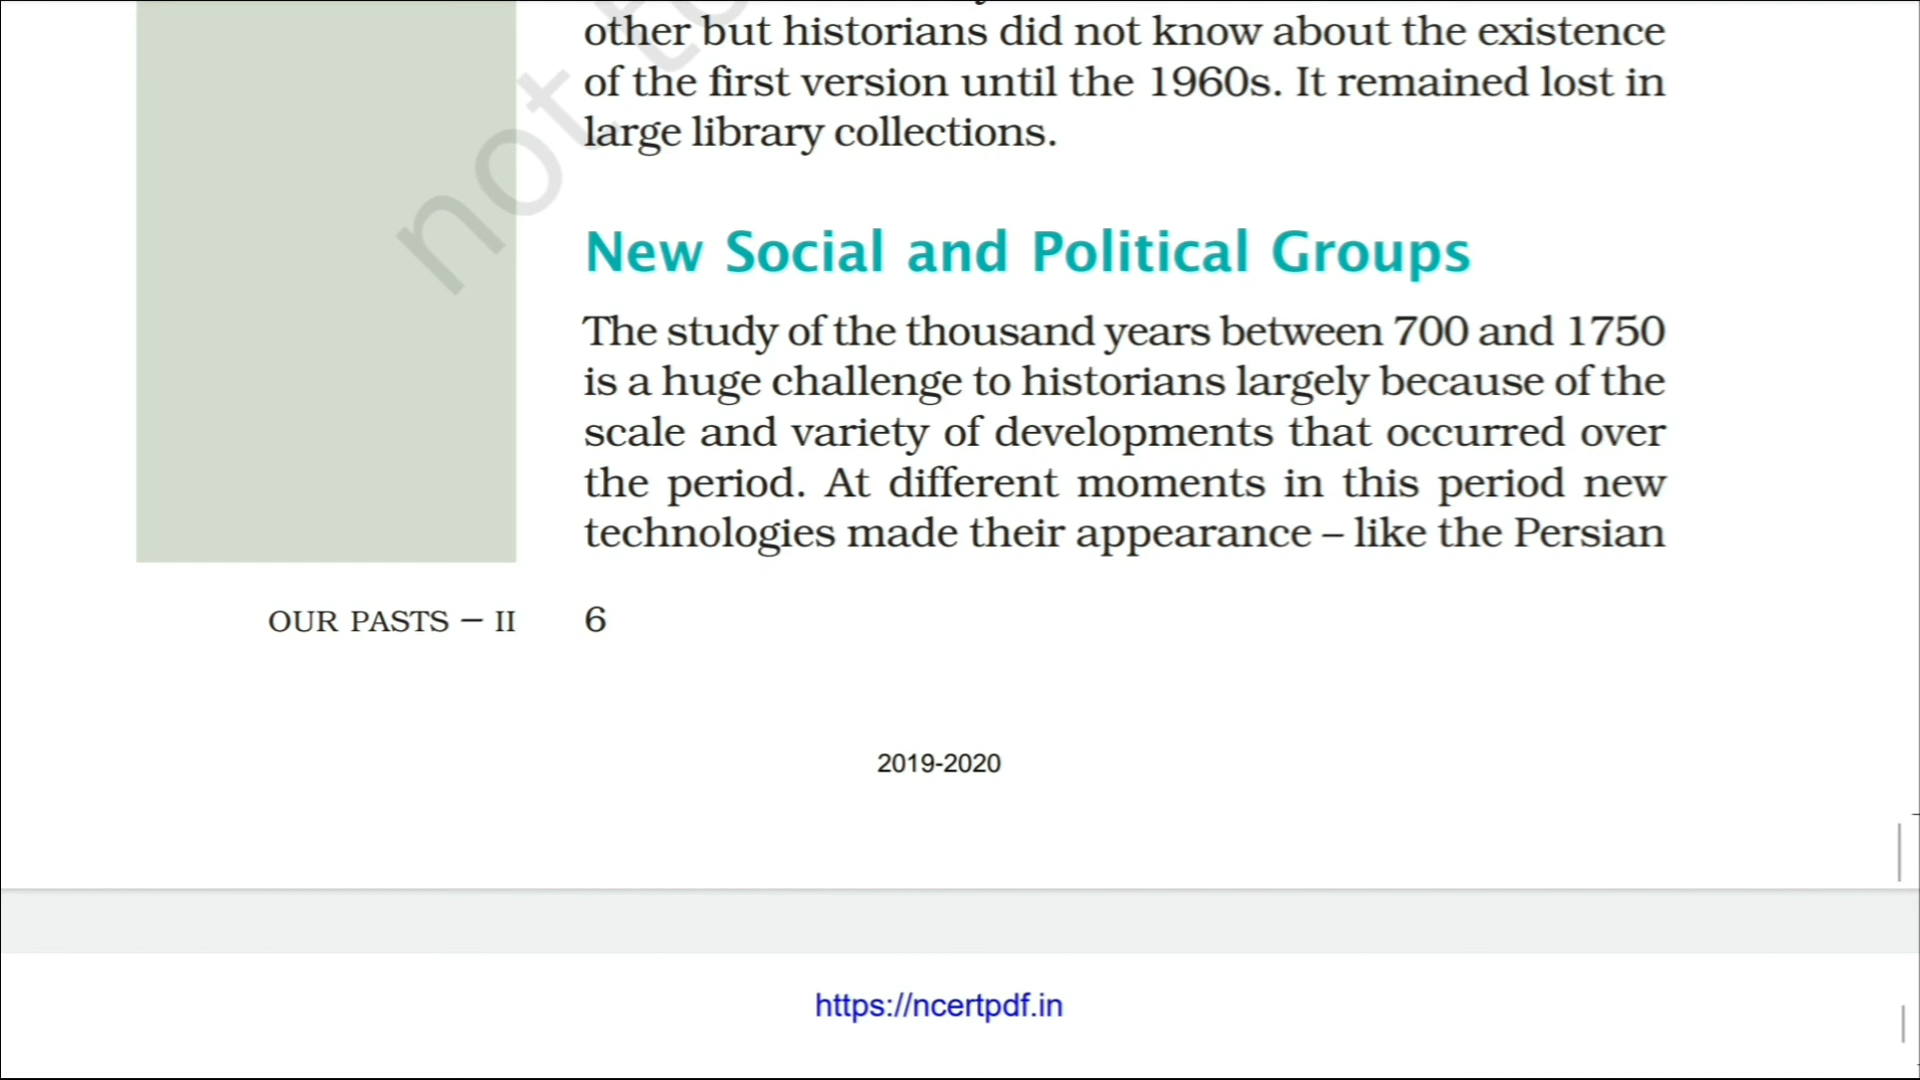 other but historians did not know about the existence
of the first version until the 1960s. It remained lost in
large library collections.
New Social and Political Groups
The study of the thousand years between 700 and 1750
is a huge challenge to historians largely because of the
scale and variety of developments that occurred over
the period. At different moments in this period new
technologies made their appearance – like the Persian
OUR PASTS – II 6
2019-2020
https://ncertpdf.in
not to